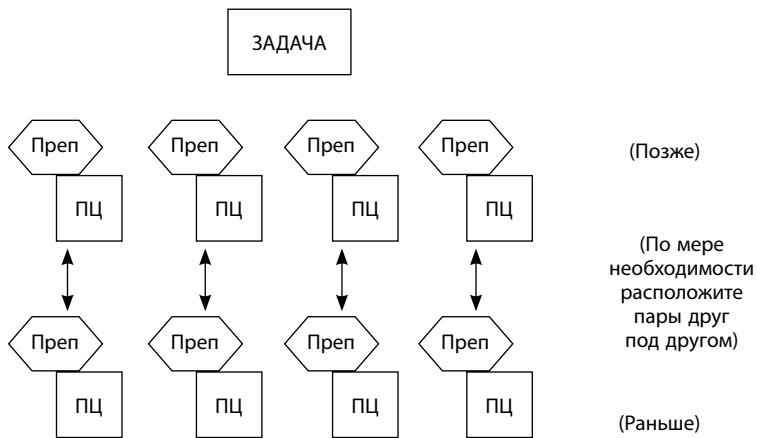 ЗАДАЧА
Преп Преп Преп Преп
(Позже)
ПЦ ПЦ ПЦ ПЦ
(По мере
необходимости
расположите
пары друг
под другом)
Преп Преп Преп Преп
ПЦ ПЦ ПЦ ПЦ
(Раньше)